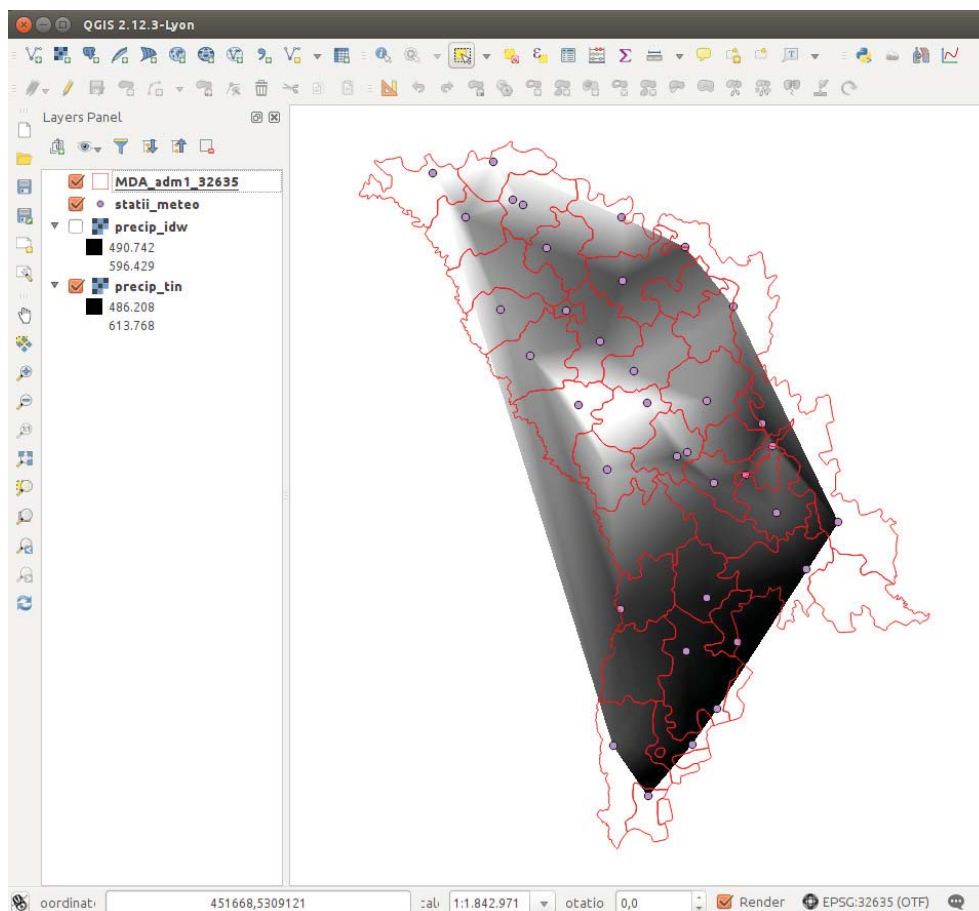 QGIS 2.12.3-Lyon
Layers Panel
MDA_adm1_32635
statii_meteo
precip_idw
490.742
596.429
precip_tin
486.208
613.768
oordinat 451668,5309121 cal 1:1.842.971 otatio 0,0 Render EPSG:32635 (OTF)